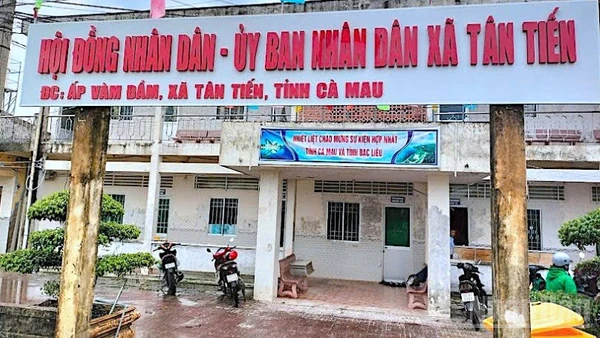 HỘI ĐỒNG NHÂN DÂN - ỦY BAN NHÂN DÂN XÃ TÂN TIẾN
ĐC: ẤP VÀM ĐẦM, XÃ TÂN TIẾN, TỈNH CÀ MAU
NHIỆT LIỆT CHÀO MỪNG SỰ KIỆN HỢP NHẤT
TỈNH CÀ MAU VÀ TỈNH BẠC LIÊU